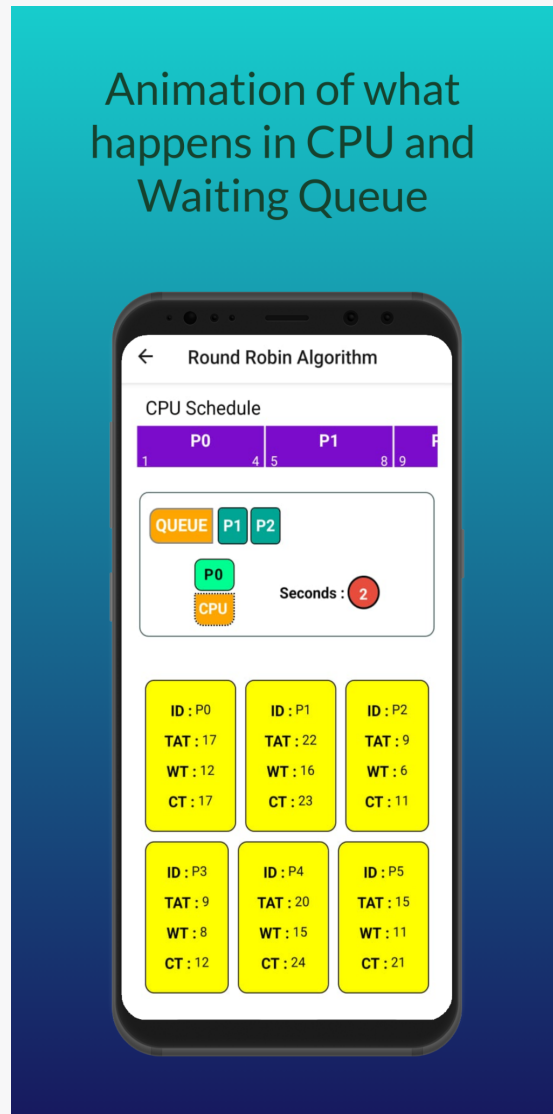 Animation of what
happens in CPU and
Waiting Queue
Round Robin Algorithm
CPU Schedule
P0 P1
1 4 5 8 9
QUEUE P1 P2
P0
Seconds : 2
CPU
ID : P0 ID : P1 ID : P2
TAT : 17 TAT : 22 TAT : 9
WT : 12 WT : 16 WT : 6
CT : 17 CT : 23 CT : 11
ID : P3 ID : P4 ID : P5
TAT : 9 TAT : 20 TAT : 15
WT : 8 WT : 15 WT : 11
CT : 12 CT : 24 CT : 21